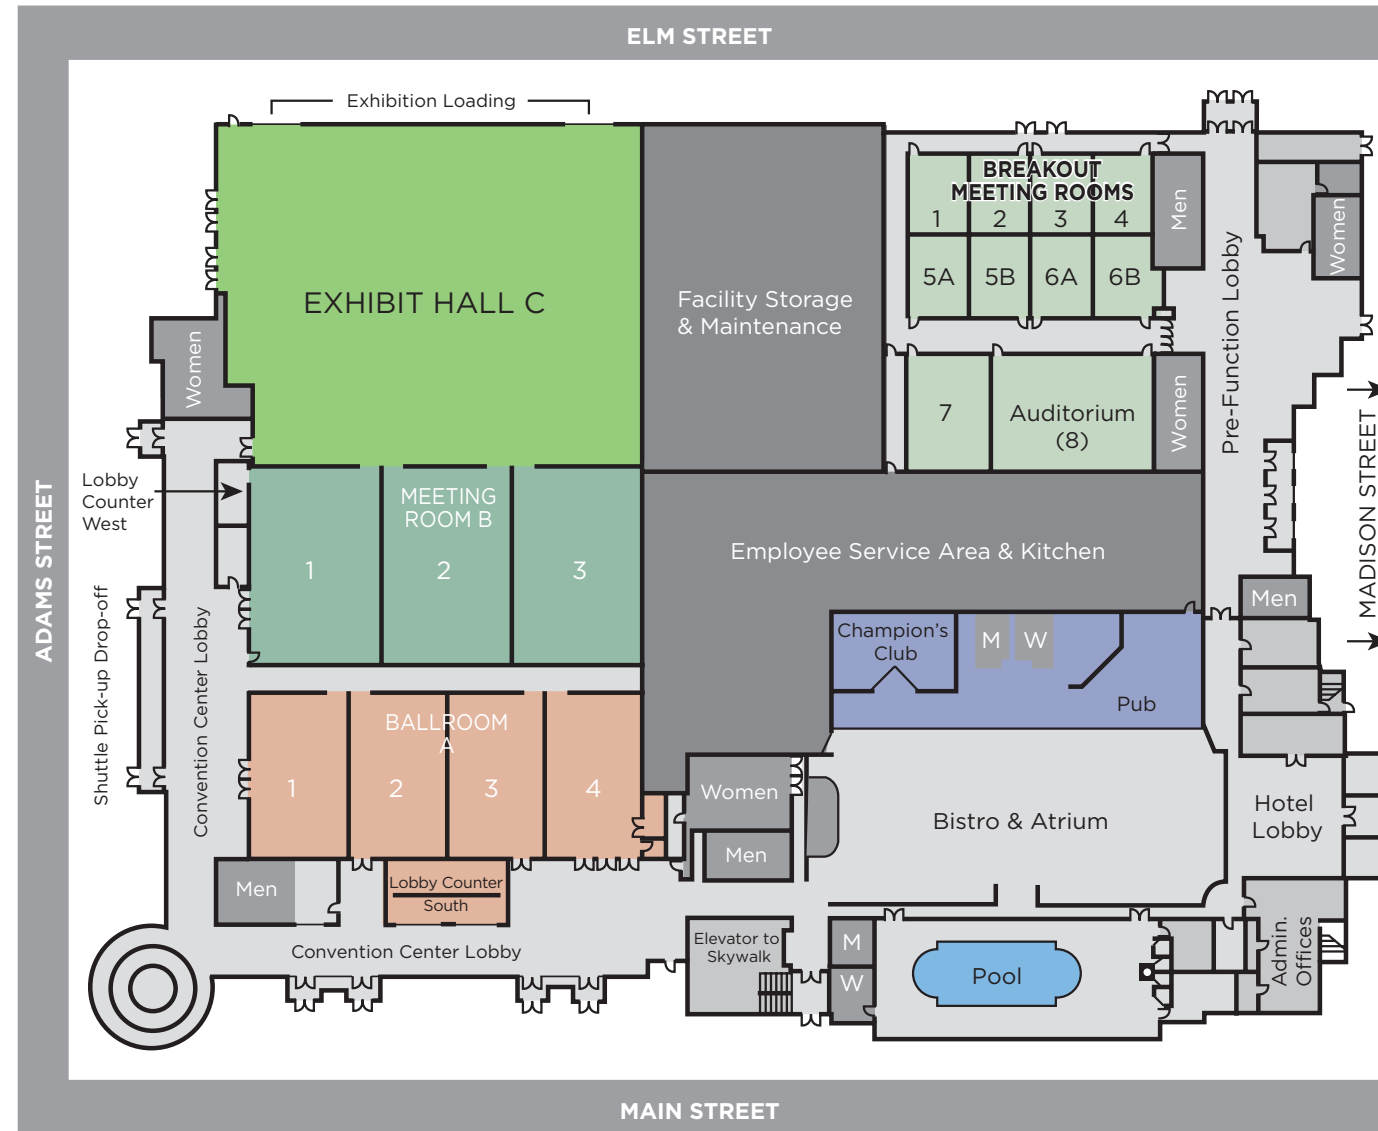 ELM STREET
Exhibition Loading
BREAKOUT
MEETING ROOMS
1
2
3
4
Men
Women
5A
5B
6A
6B
EXHIBIT HALL C
Facility Storage
& Maintenance
Pre-Function Lobby
Women
7
Auditorium
(8)
Women
MADISON STREET
Lobby
Counter
West
MEETING
ROOM B
1
2
3
Employee Service Area & Kitchen
ADAMS STREET
Shuttle Pick-up Drop-off
Convention Center Lobby
Men
Champion's
Club
M
W
Pub
BALLROOM
A
1
2
3
4
Women
Men
Bistro & Atrium
Hotel
Lobby
Men
Lobby Counter
South
Convention Center Lobby
Elevator to
Skywalk
M
W
Pool
Admin.
Offices
MAIN STREET